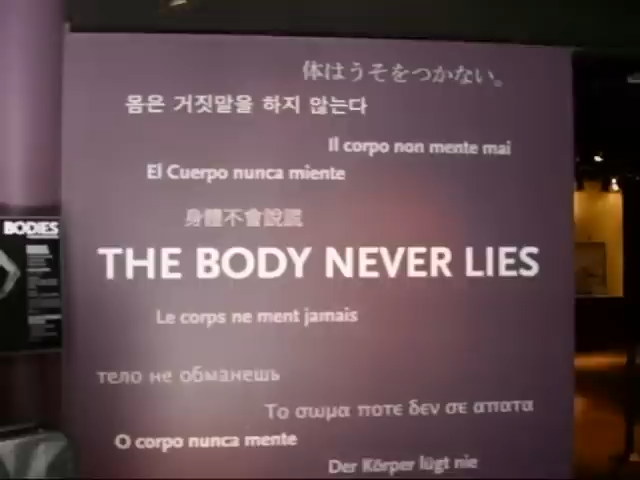 体はうそをつかない。
몸은 거짓말을 하지 않는다
Il corpo non mente mai
El Cuerpo nunca miente
身體不會說謊
BODIES
THE BODY NEVER LIES
Le corps ne ment jamais
тело не обманешь
Το σωμα ποτε δεν σε απατα
O corpo nunca mente
Der Körper lügt nie